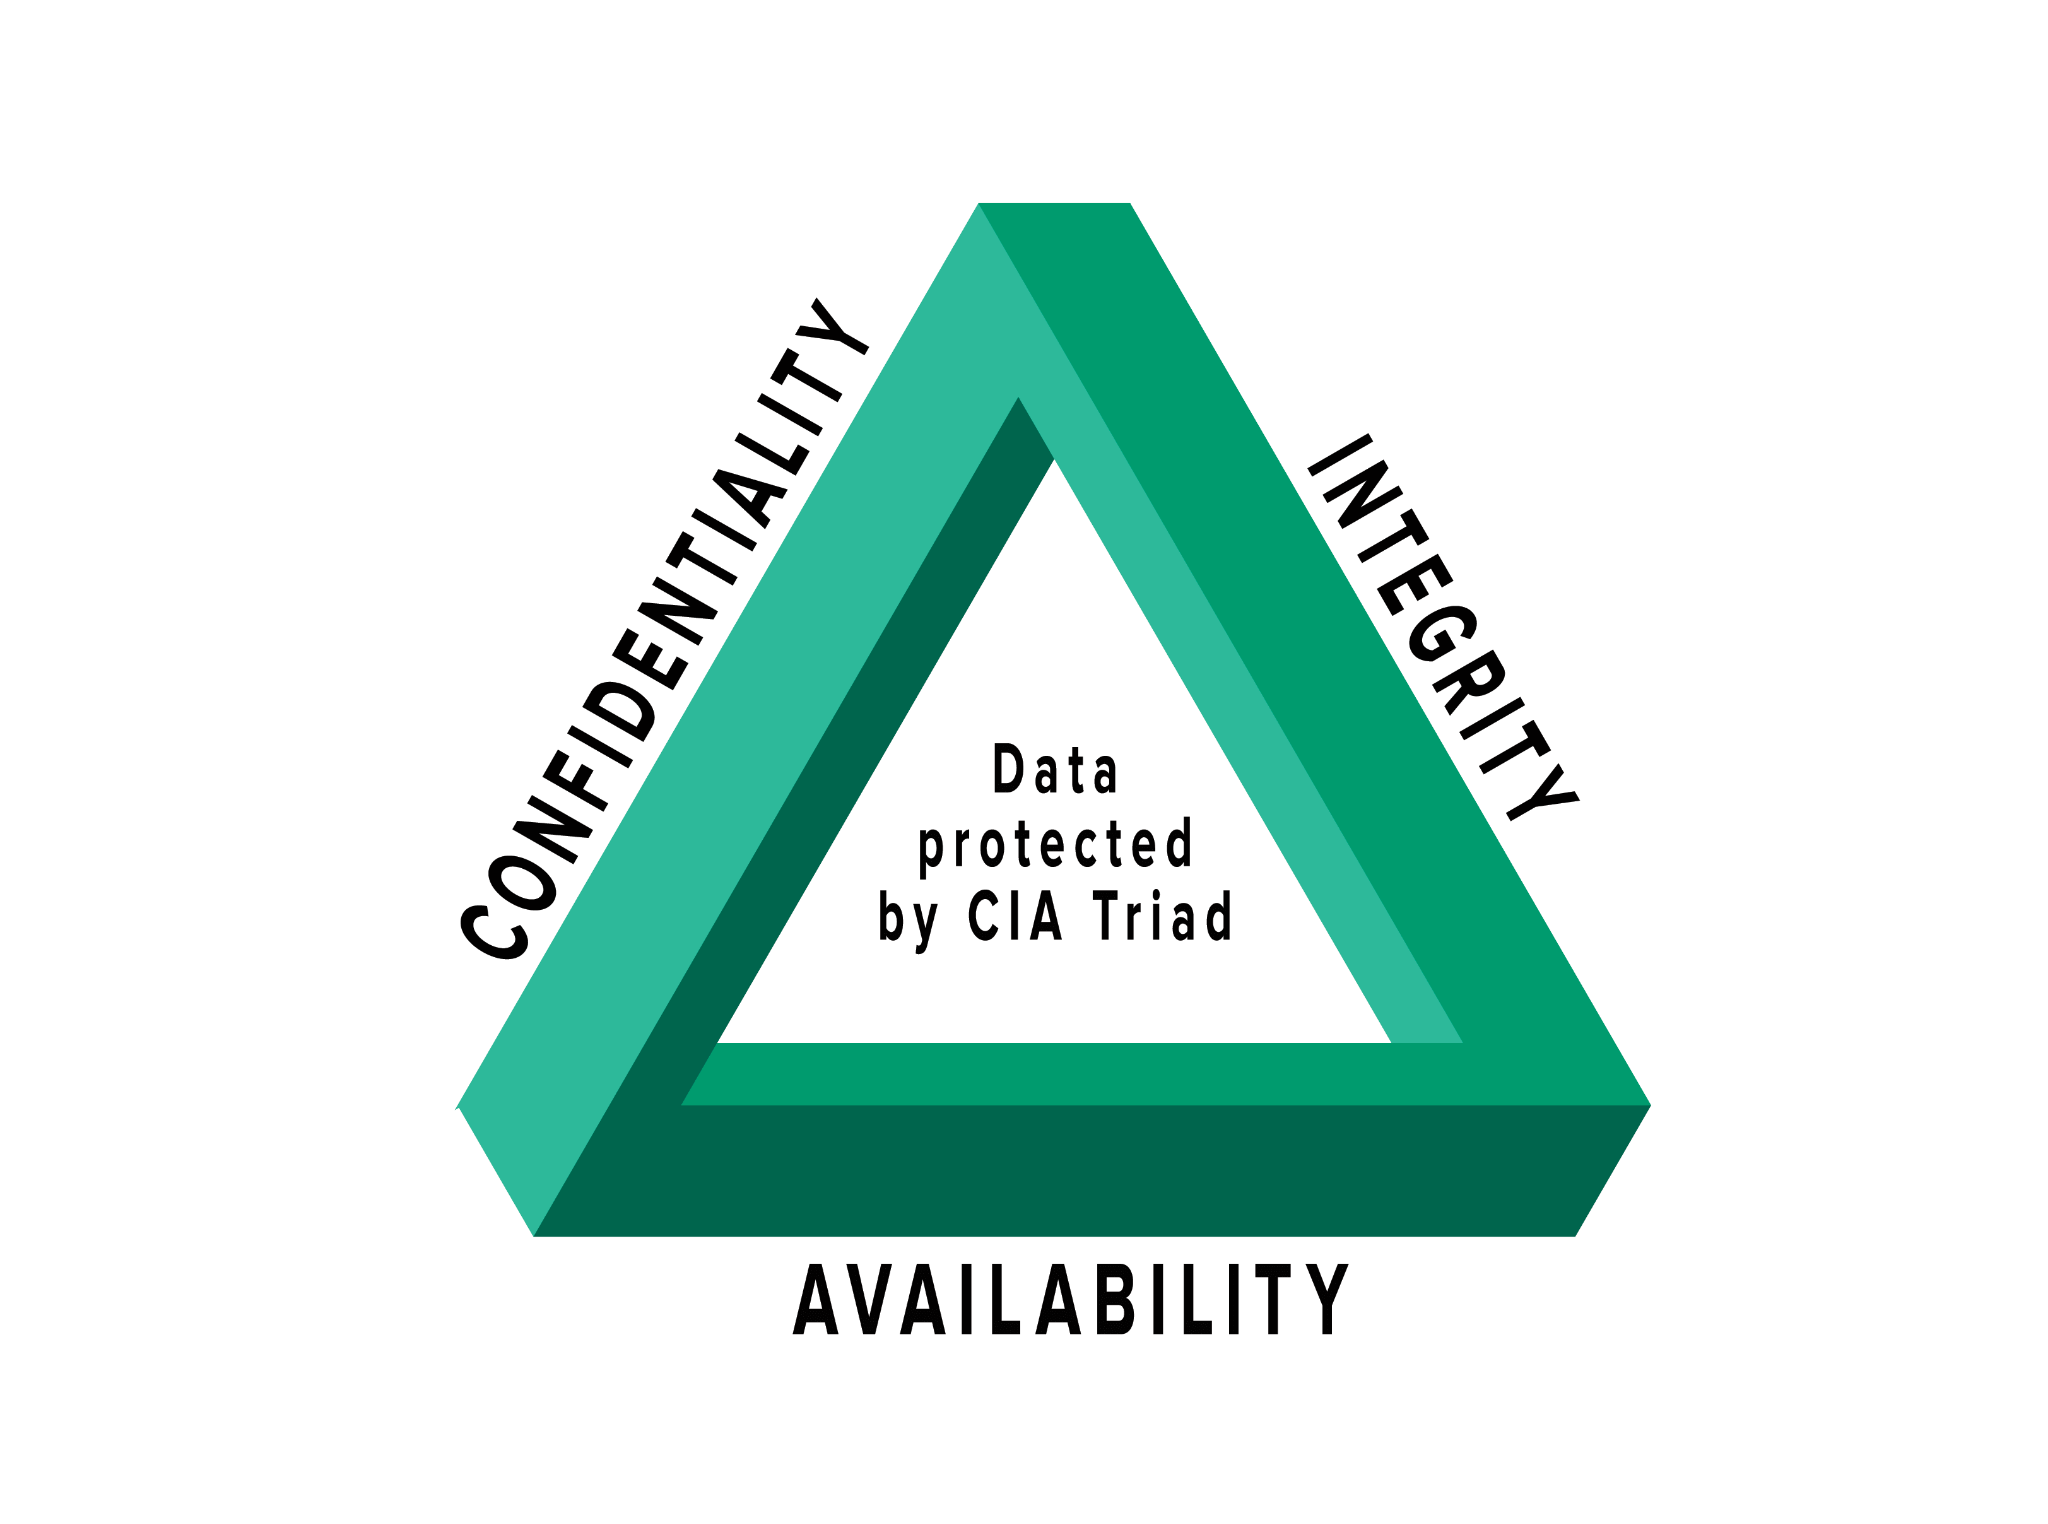 CONFIDENTIALITY
INTEGRITY
Data
protected
by CIA Triad
AVAILABILITY